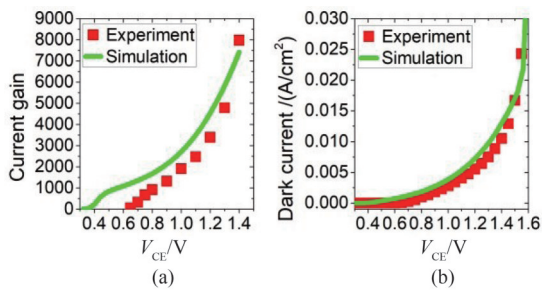 Current gain
9000
8000
7000
6000
5000
4000
3000
2000
1000
0
Experiment
Simulation
0.4 0.6 0.8 1.0 1.2 1.4
V_CE/V
(a)
Dark current /(A/cm²)
0.030
0.025
0.020
0.015
0.010
0.005
0.000
Experiment
Simulation
0.4 0.6 0.8 1.0 1.2 1.4 1.6
V_CE/V
(b)